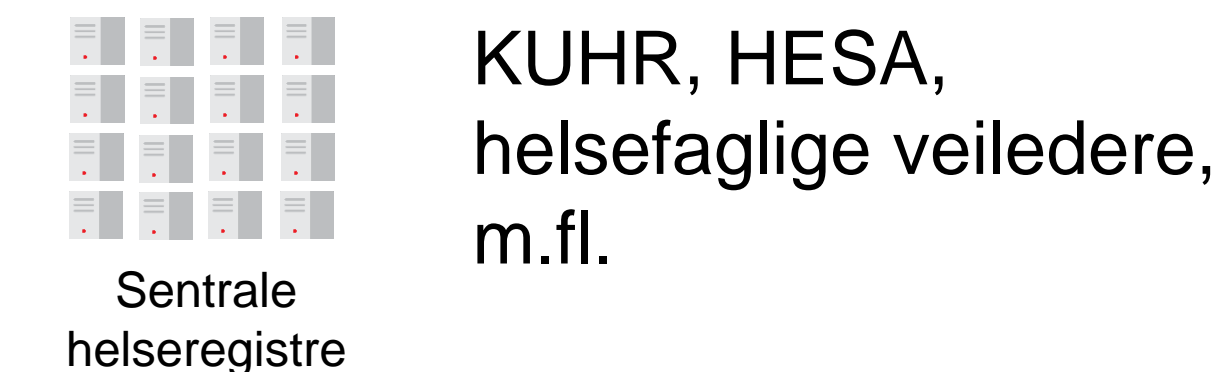 Sentrale
helseregistre
KUHR, HESA,
helsefaglige veiledere,
m.fl.